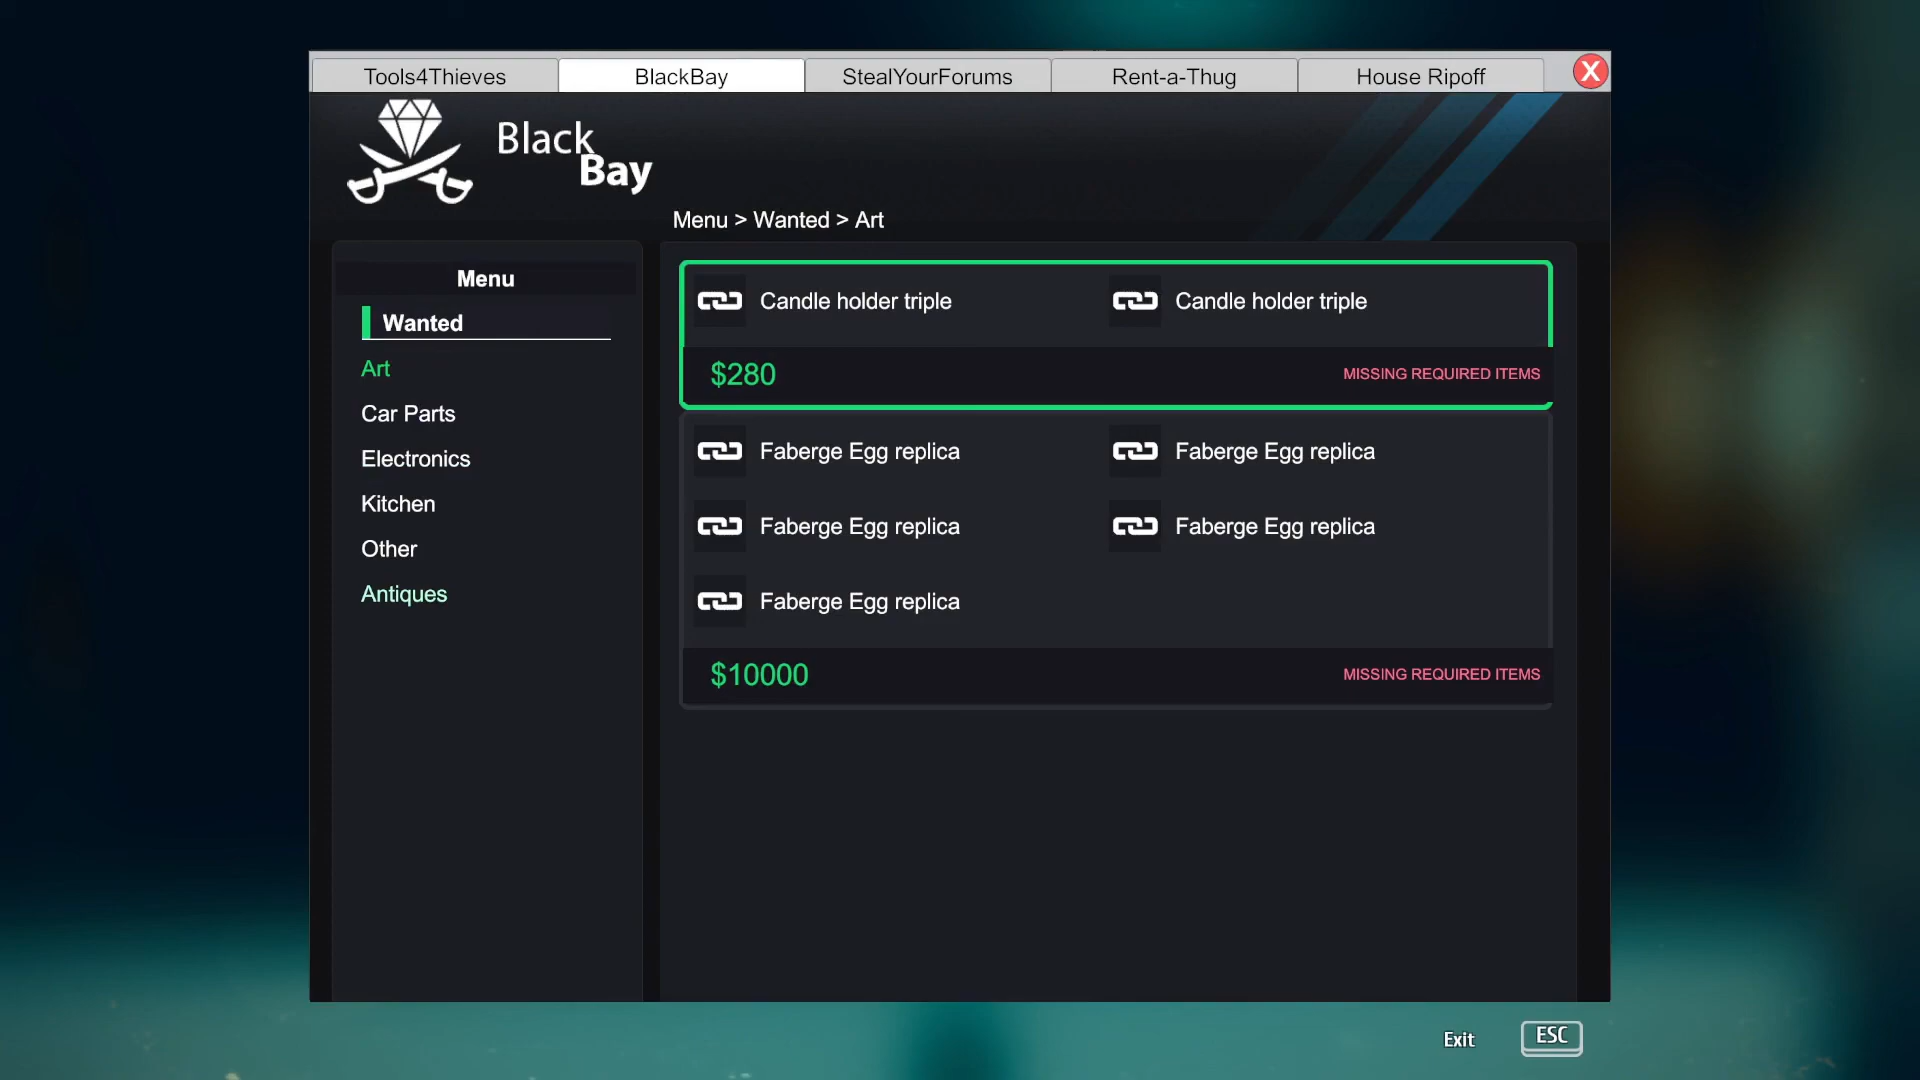 Tools4Thieves
BlackBay
StealYourForums
Rent-a-Thug
House Ripoff
X
Black
Bay
Menu > Wanted > Art
Menu
Wanted
Art
Car Parts
Electronics
Kitchen
Other
Antiques
Candle holder triple
Candle holder triple
$280
MISSING REQUIRED ITEMS
Faberge Egg replica
Faberge Egg replica
Faberge Egg replica
Faberge Egg replica
Faberge Egg replica
$10000
MISSING REQUIRED ITEMS
Exit
ESC